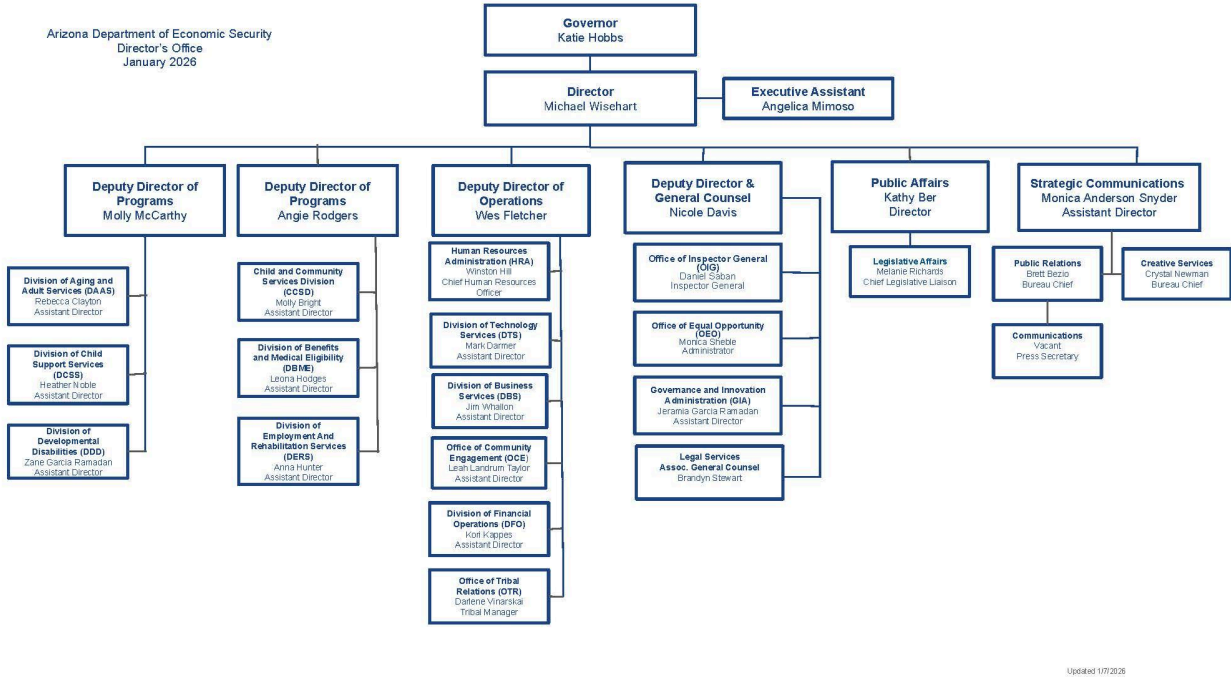 Arizona Department of Economic Security
Director's Office
January 2026
Governor
Katie Hobbs
Director
Michael Wisehart
Executive Assistant
Angelica Mimoso
Deputy Director of
Programs
Molly McCarthy
Deputy Director of
Programs
Angie Rodgers
Deputy Director of
Operations
Wes Fletcher
Deputy Director &
General Counsel
Nicole Davis
Public Affairs
Kathy Ber
Director
Strategic Communications
Monica Anderson Snyder
Assistant Director
Division of Aging and
Adult Services (DAAS)
Rebecca Clayton
Assistant Director
Division of Child
Support Services
(DCSS)
Heather Noble
Assistant Director
Division of
Developmental
Disabilities (DDD)
Zane Garcia Ramadan
Assistant Director
Child and Community
Services Division
(CCSD)
Molly Bright
Assistant Director
Division of Benefits
and Medical Eligibility
(DBME)
Leona Hodges
Assistant Director
Division of
Employment And
Rehabilitation Services
(DERS)
Anna Hunter
Assistant Director
Human Resources
Administration (HRA)
Winston Hill
Chief Human Resources
Officer
Division of Technology
Services (DTS)
Mark Darmer
Assistant Director
Division of Business
Services (DBS)
Jim Whallon
Assistant Director
Office of Community
Engagement (OCE)
Leah Landrum Taylor
Assistant Director
Division of Financial
Operations (DFO)
Kori Kappes
Assistant Director
Office of Tribal
Relations (OTR)
Darlene Vinarskai
Tribal Manager
Office of Inspector General
(OIG)
Daniel Saban
Inspector General
Office of Equal Opportunity
(OEO)
Monica Sheble
Administrator
Governance and Innovation
Administration (GIA)
Jeramia Garcia Ramadan
Assistant Director
Legal Services
Assoc. General Counsel
Brandyn Stewart
Legislative Affairs
Melanie Richards
Chief Legislative Liaison
Public Relations
Brett Bezio
Bureau Chief
Creative Services
Crystal Newman
Bureau Chief
Communications
Vacant
Press Secretary
Updated 1/7/2026